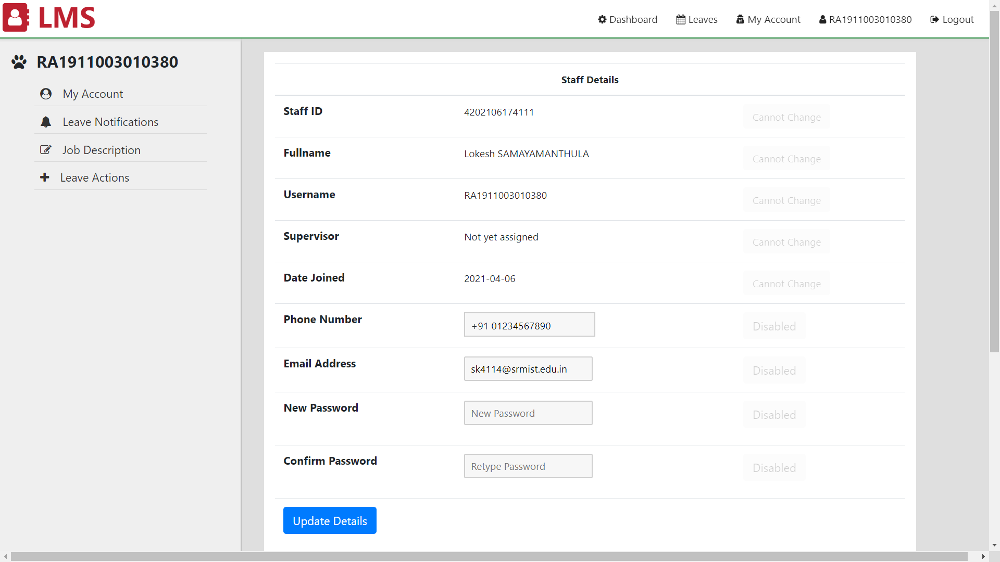 LMS
Dashboard Leaves My Account RA1911003010380 Logout
RA1911003010380
My Account
Leave Notifications
Job Description
Leave Actions
Staff Details
Staff ID 4202106174111 Cannot Change
Fullname Lokesh SAMAYAMANTHULA Cannot Change
Username RA1911003010380 Cannot Change
Supervisor Not yet assigned Cannot Change
Date Joined 2021-04-06 Cannot Change
Phone Number +91 01234567890 Disabled
Email Address sk4114@srmist.edu.in Disabled
New Password New Password Disabled
Confirm Password Retype Password Disabled
Update Details